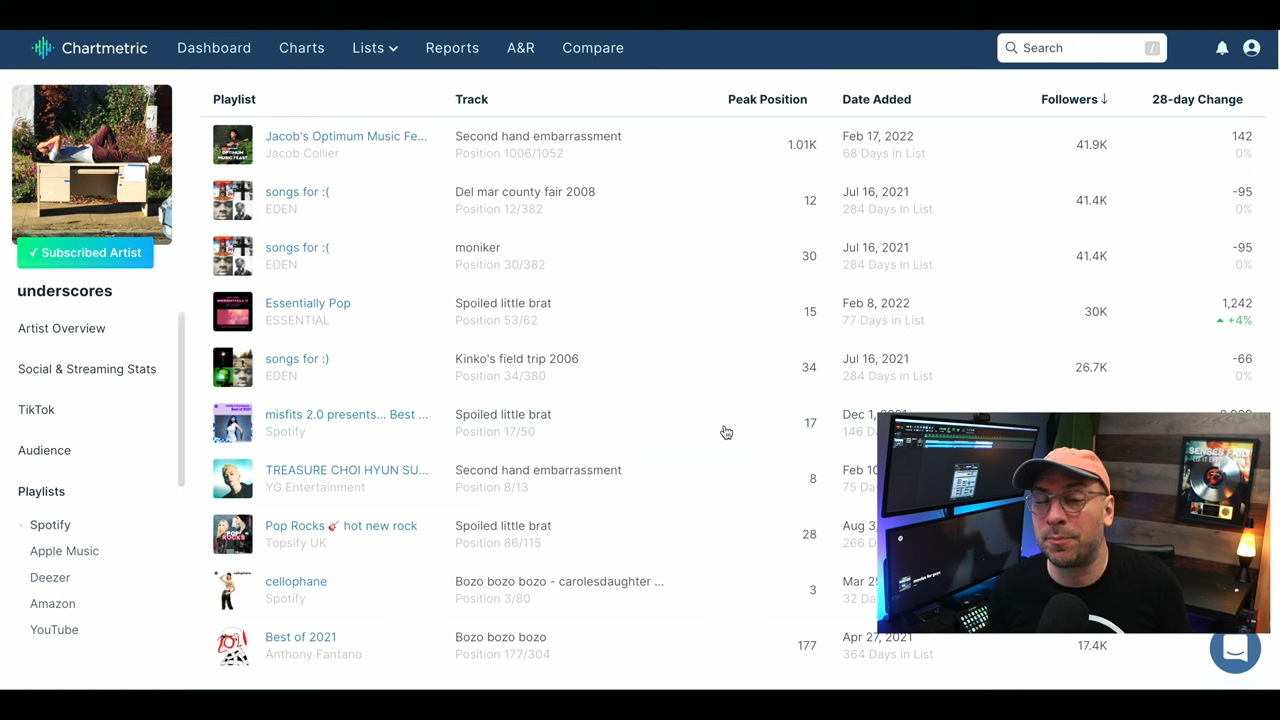 Chartmetric Dashboard Charts Lists Reports A&R Compare Search /
✓ Subscribed Artist
underscores
Artist Overview
Social & Streaming Stats
TikTok
Audience
Playlists
Spotify
Apple Music
Deezer
Amazon
YouTube
Playlist Track Peak Position Date Added Followers ↓ 28-day Change
Jacob's Optimum Music Fe... Second hand embarrassment 1.01K Feb 17, 2022 41.9K 142
Jacob Collier Position 1006/1052 68 Days in List 0%
songs for :( Del mar county fair 2008 12 Jul 16, 2021 41.4K -95
EDEN Position 12/382 284 Days in List 0%
songs for :( moniker 30 Jul 16, 2021 41.4K -95
EDEN Position 30/382 284 Days in List 0%
Essentially Pop Spoiled little brat 15 Feb 8, 2022 30K 1,242
ESSENTIAL Position 53/62 77 Days in List +4%
songs for :) Kinko's field trip 2006 34 Jul 16, 2021 26.7K -66
EDEN Position 34/380 284 Days in List 0%
misfits 2.0 presents... Best ... Spoiled little brat 17 Dec 1,
Spotify Position 17/50 146 D
TREASURE CHOI HYUN SU... Second hand embarrassment 8 Feb 10
YG Entertainment Position 8/13 75 Days
Pop Rocks 🎸 hot new rock Spoiled little brat 28 Aug 3,
Topsify UK Position 86/115 266 D
cellophane Bozo bozo bozo - carolesdaughter ... 3 Mar 25
Spotify Position 3/80 32 Days
Best of 2021 Bozo bozo bozo 177 Apr 27, 2021 17.4K
Anthony Fantano Position 177/304 364 Days in List
SENSES FAIL